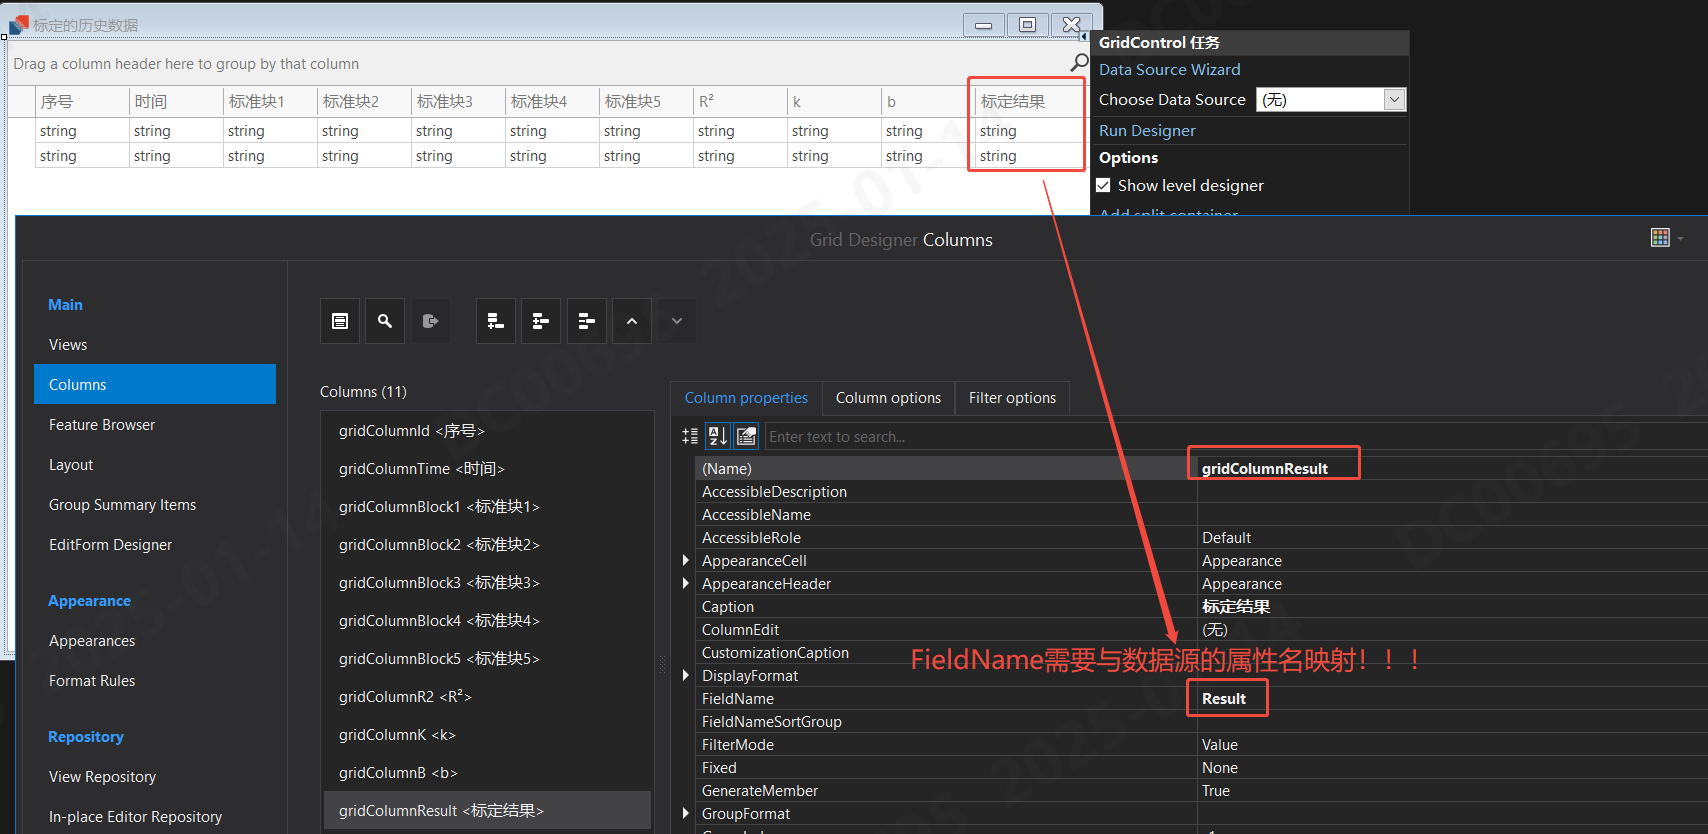 标定的历史数据
Drag a column header here to group by that column
序号 时间 标准块1 标准块2 标准块3 标准块4 标准块5 R² k b 标定结果
string string string string string string string string string string string
string string string string string string string string string string string
GridControl 任务
Data Source Wizard
Choose Data Source (无)
Run Designer
Options
Show level designer
Add split container
Grid Designer Columns
Main
Views
Columns
Feature Browser
Layout
Group Summary Items
EditForm Designer
Appearance
Appearances
Format Rules
Repository
View Repository
In-place Editor Repository
Columns (11)
gridColumnId <序号>
gridColumnTime <时间>
gridColumnBlock1 <标准块1>
gridColumnBlock2 <标准块2>
gridColumnBlock3 <标准块3>
gridColumnBlock4 <标准块4>
gridColumnBlock5 <标准块5>
gridColumnR2 <R²>
gridColumnK <k>
gridColumnB <b>
gridColumnResult <标定结果>
Column properties Column options Filter options
Enter text to search...
(Name) gridColumnResult
AccessibleDescription
AccessibleName
AccessibleRole Default
AppearanceCell Appearance
AppearanceHeader Appearance
Caption 标定结果
ColumnEdit (无)
CustomizationCaption
FieldName需要与数据源的属性名映射！！！
DisplayFormat
FieldName Result
FieldNameSortGroup
FilterMode Value
Fixed None
GenerateMember True
GroupFormat
DC00695 2025-01-14